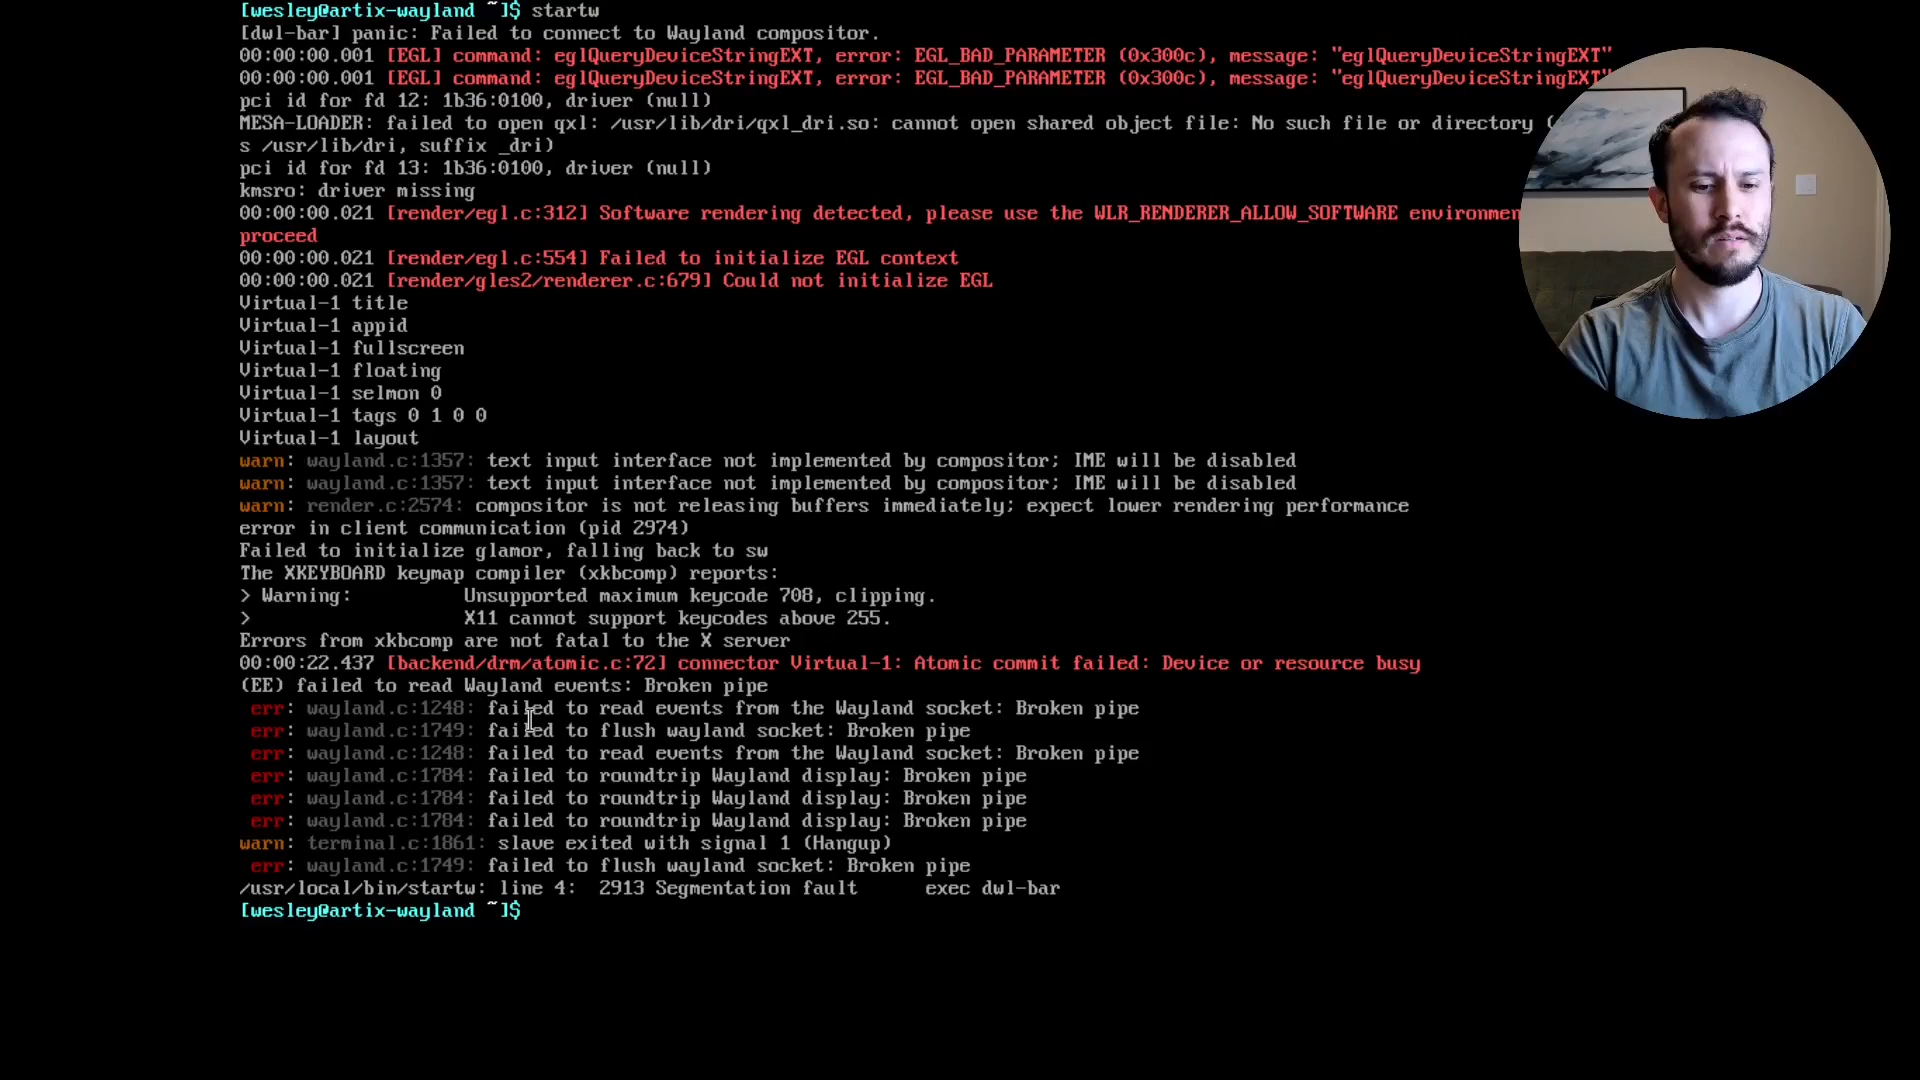 [wesley@artix-wayland ~]$ startw
[dwl-bar] panic: Failed to connect to Wayland compositor.
00:00:00.001 [EGL] command: eglQueryDeviceStringEXT, error: EGL_BAD_PARAMETER (0x300c), message: "eglQueryDeviceStringEXT"
00:00:00.001 [EGL] command: eglQueryDeviceStringEXT, error: EGL_BAD_PARAMETER (0x300c), message: "eglQueryDeviceStringEXT"
pci id for fd 12: 1b36:0100, driver (null)
MESA-LOADER: failed to open qxl: /usr/lib/dri/qxl_dri.so: cannot open shared object file: No such file or directory (
s /usr/lib/dri, suffix _dri)
pci id for fd 13: 1b36:0100, driver (null)
kmsro: driver missing
00:00:00.021 [render/egl.c:312] Software rendering detected, please use the WLR_RENDERER_ALLOW_SOFTWARE environmen
proceed
00:00:00.021 [render/egl.c:554] Failed to initialize EGL context
00:00:00.021 [render/gles2/renderer.c:679] Could not initialize EGL
Virtual-1 title
Virtual-1 appid
Virtual-1 fullscreen
Virtual-1 floating
Virtual-1 selmon 0
Virtual-1 tags 0 1 0 0
Virtual-1 layout
warn: wayland.c:1357: text input interface not implemented by compositor; IME will be disabled
warn: wayland.c:1357: text input interface not implemented by compositor; IME will be disabled
warn: render.c:2574: compositor is not releasing buffers immediately; expect lower rendering performance
error in client communication (pid 2974)
Failed to initialize glamor, falling back to sw
The XKEYBOARD keymap compiler (xkbcomp) reports:
> Warning:          Unsupported maximum keycode 708, clipping.
>                   X11 cannot support keycodes above 255.
Errors from xkbcomp are not fatal to the X server
00:00:22.437 [backend/drm/atomic.c:72] connector Virtual-1: Atomic commit failed: Device or resource busy
(EE) failed to read Wayland events: Broken pipe
err: wayland.c:1248: failed to read events from the Wayland socket: Broken pipe
err: wayland.c:1749: failed to flush wayland socket: Broken pipe
err: wayland.c:1248: failed to read events from the Wayland socket: Broken pipe
err: wayland.c:1784: failed to roundtrip Wayland display: Broken pipe
err: wayland.c:1784: failed to roundtrip Wayland display: Broken pipe
err: wayland.c:1784: failed to roundtrip Wayland display: Broken pipe
warn: terminal.c:1861: slave exited with signal 1 (Hangup)
err: wayland.c:1749: failed to flush wayland socket: Broken pipe
/usr/local/bin/startw: line 4:  2913 Segmentation fault      exec dwl-bar
[wesley@artix-wayland ~]$